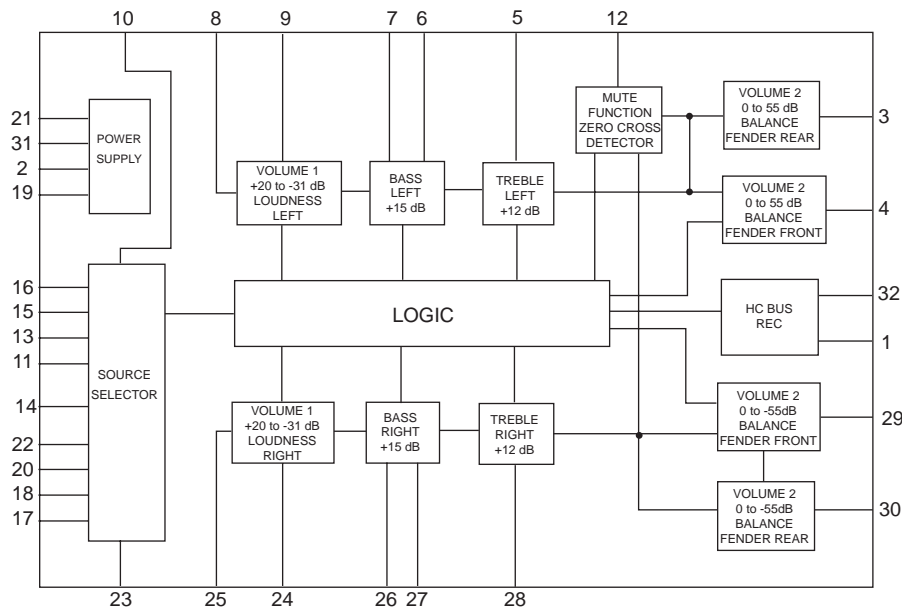 10
8
9
7
6
5
12
21
31
2
19
POWER
SUPPLY
VOLUME 1
+20 to -31 dB
LOUDNESS
LEFT
BASS
LEFT
+15 dB
TREBLE
LEFT
+12 dB
MUTE
FUNCTION
ZERO CROSS
DETECTOR
VOLUME 2
0 to 55 dB
BALANCE
FENDER REAR
3
VOLUME 2
0 to 55 dB
BALANCE
FENDER FRONT
4
16
15
13
11
14
22
20
18
17
SOURCE
SELECTOR
LOGIC
HC BUS
REC
32
1
VOLUME 1
+20 to -31 dB
LOUDNESS
RIGHT
BASS
RIGHT
+15 dB
TREBLE
RIGHT
+12 dB
VOLUME 2
0 to -55dB
BALANCE
FENDER FRONT
29
VOLUME 2
0 to -55dB
BALANCE
FENDER REAR
30
23
25
24
26
27
28